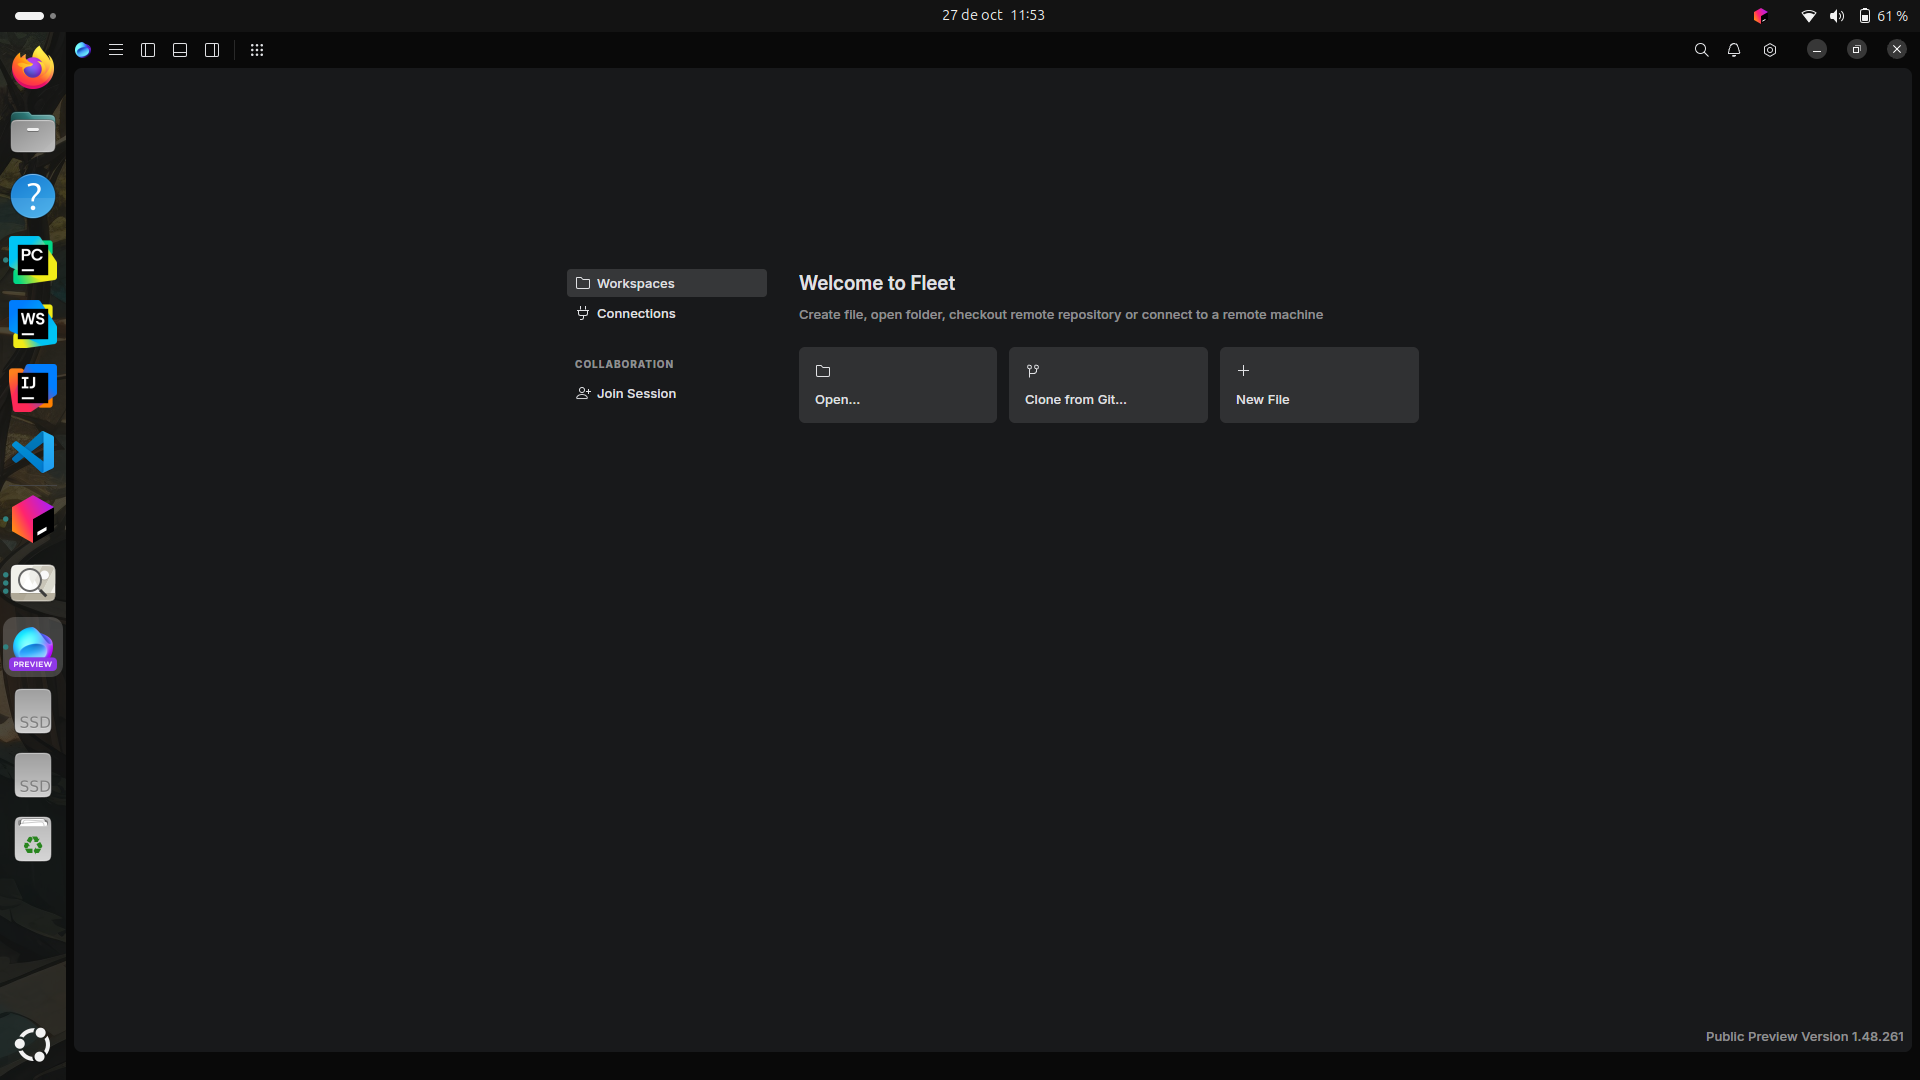 27 de oct 11:53
61 %
Workspaces
Connections
COLLABORATION
Join Session
Welcome to Fleet
Create file, open folder, checkout remote repository or connect to a remote machine
Open...
Clone from Git...
New File
PC
WS
IJ
PREVIEW
SSD
SSD
Public Preview Version 1.48.261